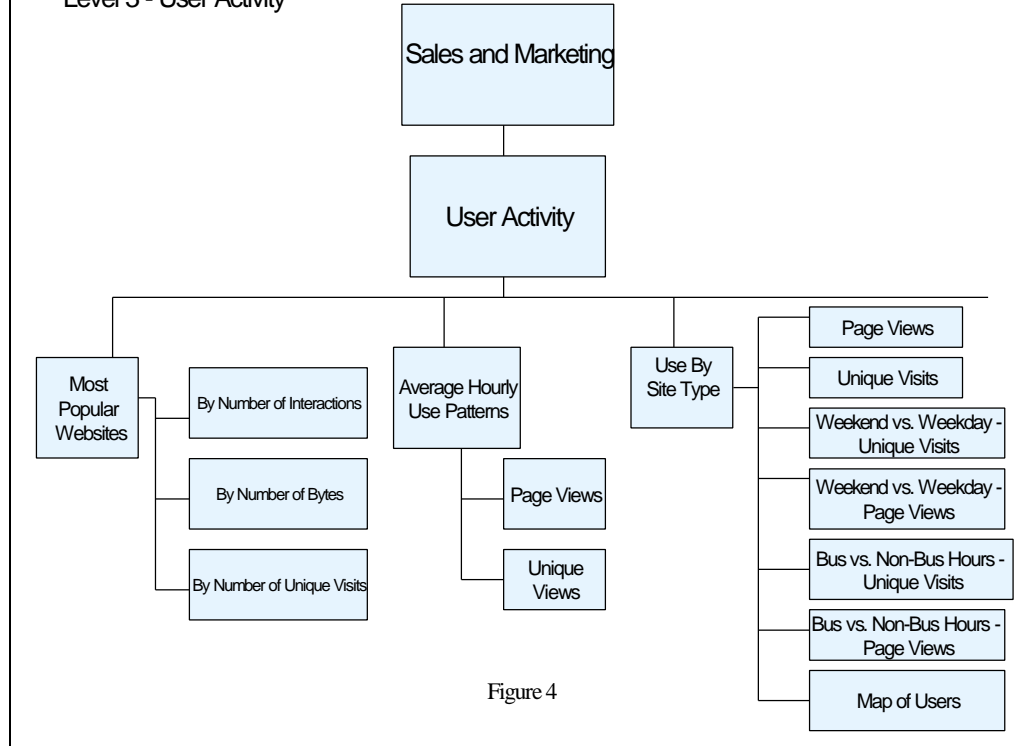 Level 3 - User Activity
Sales and Marketing
User Activity
Most
Popular
Websites
By Number of Interactions
By Number of Bytes
By Number of Unique Visits
Average Hourly
Use Patterns
Page Views
Unique
Views
Use By
Site Type
Page Views
Unique Visits
Weekend vs. Weekday -
Unique Visits
Weekend vs. Weekday -
Page Views
Bus vs. Non-Bus Hours -
Unique Visits
Bus vs. Non-Bus Hours -
Page Views
Map of Users
Figure 4